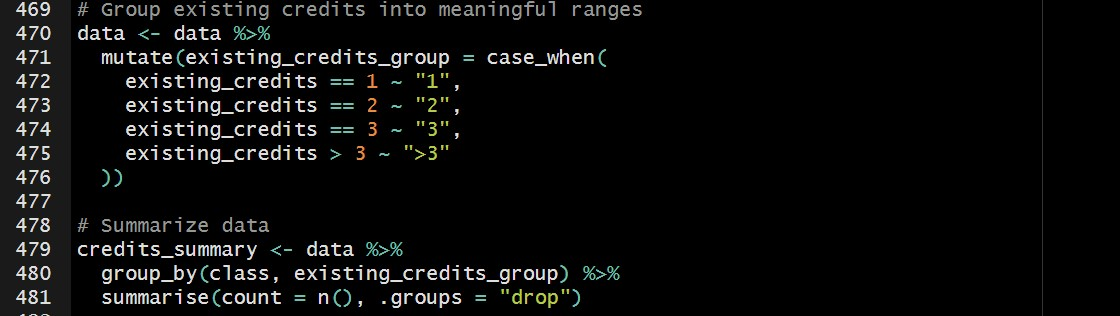 469 # Group existing credits into meaningful ranges
470 data <- data %>%
471   mutate(existing_credits_group = case_when(
472     existing_credits == 1 ~ "1",
473     existing_credits == 2 ~ "2",
474     existing_credits == 3 ~ "3",
475     existing_credits > 3 ~ ">3"
476   ))
477
478 # Summarize data
479 credits_summary <- data %>%
480   group_by(class, existing_credits_group) %>%
481   summarise(count = n(), .groups = "drop")